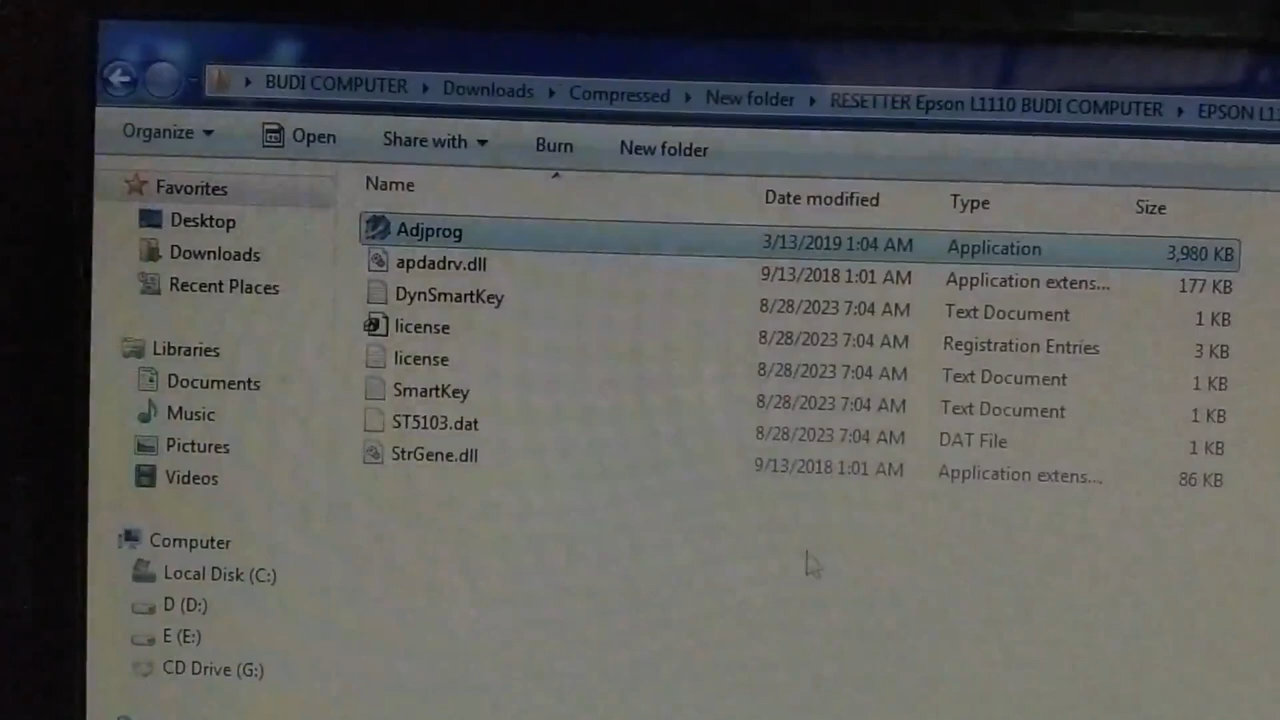 BUDI COMPUTER Downloads Compressed New folder RESETTER Epson L1110 BUDI COMPUTER EPSON L1
Organize Open Share with Burn New folder
Name Date modified Type Size
Favorites
Desktop
Downloads
Recent Places
Libraries
Documents
Music
Pictures
Videos
Computer
Local Disk (C:)
D (D:)
E (E:)
CD Drive (G:)
Adjprog 3/13/2019 1:04 AM Application 3,980 KB
apdadrv.dll 9/13/2018 1:01 AM Application extens... 177 KB
DynSmartKey 8/28/2023 7:04 AM Text Document 1 KB
license 8/28/2023 7:04 AM Registration Entries 3 KB
license 8/28/2023 7:04 AM Text Document 1 KB
SmartKey 8/28/2023 7:04 AM Text Document 1 KB
ST5103.dat 8/28/2023 7:04 AM DAT File 1 KB
StrGene.dll 9/13/2018 1:01 AM Application extens... 86 KB